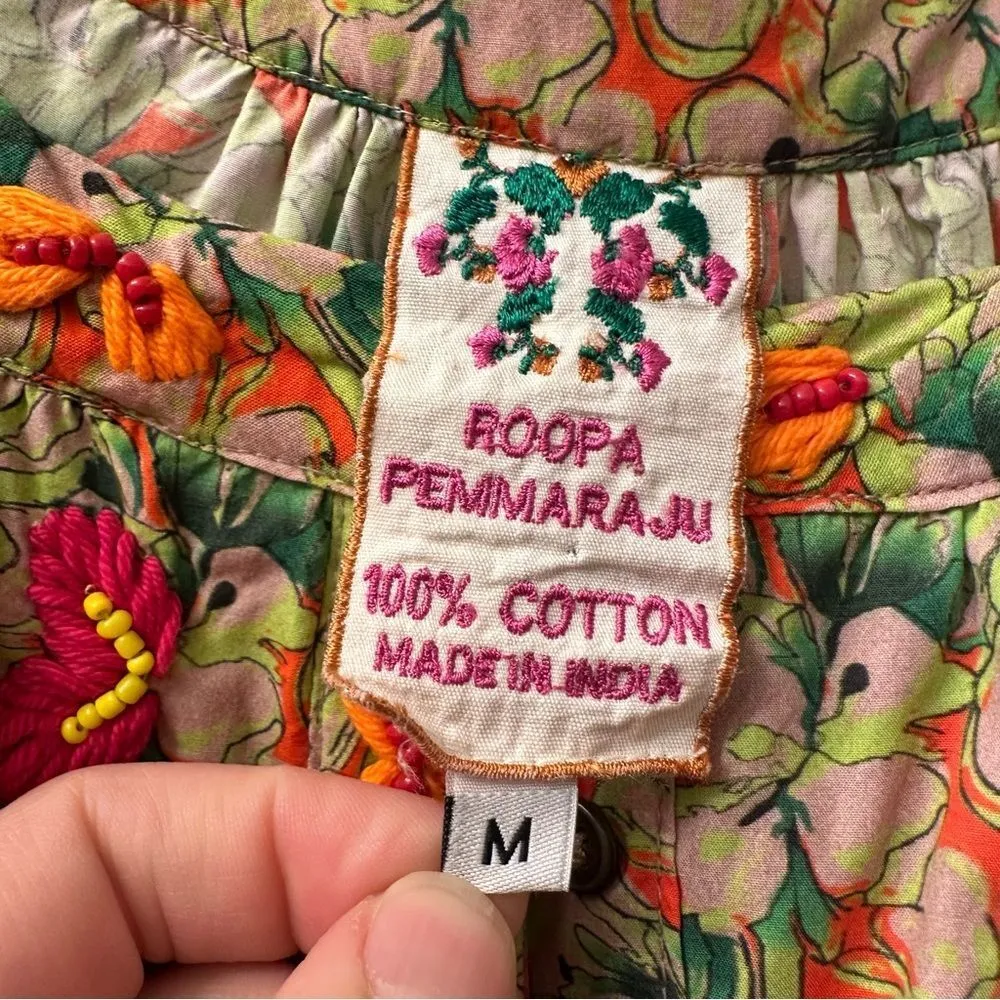 ROOPA
PEMMARAJU
100% COTTON
MADE IN INDIA
M